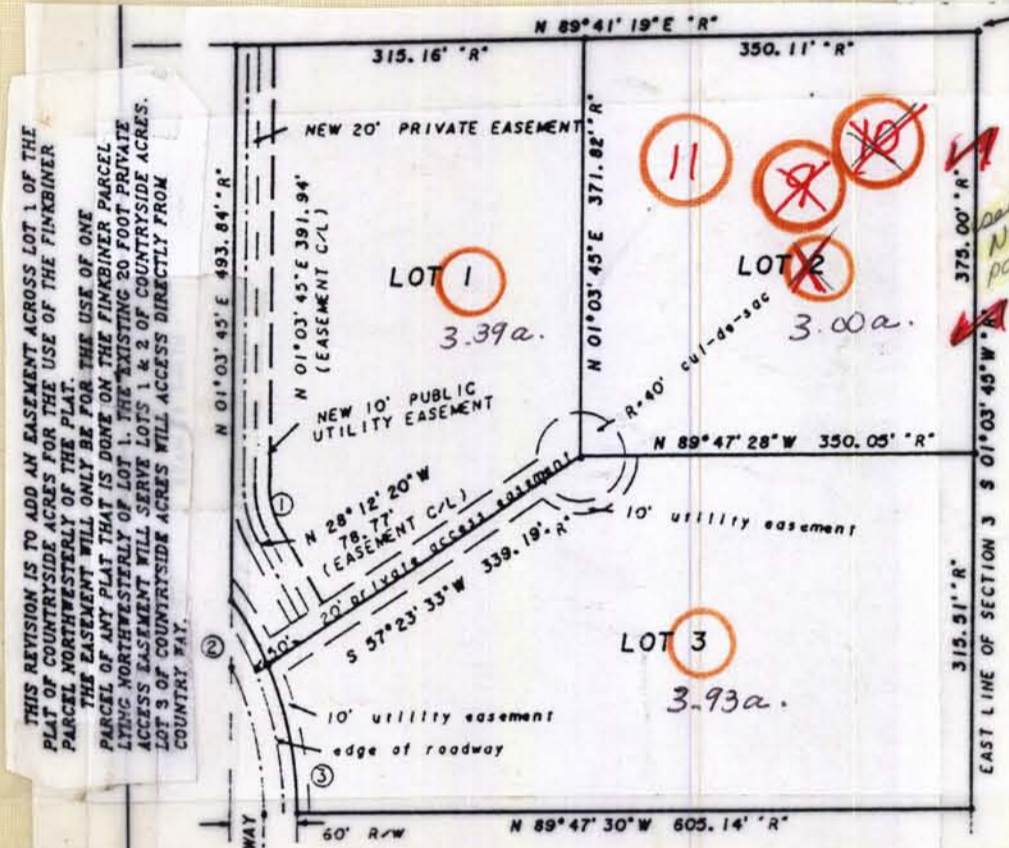 N 89°41'19"E "R"
315.16' "R"
350.11' "R"
THIS REVISION IS TO ADD AN EASEMENT ACROSS LOT 1 OF THE
PLAT OF COUNTRYSIDE ACRES FOR THE USE OF THE FINKBINER
PARCEL NORTHWESTERLY OF THE PLAT.
THE EASEMENT WILL ONLY BE FOR THE USE OF ONE
PARCEL OF ANY PLAT THAT IS DONE ON THE FINKBINER PARCEL
LYING NORTHWESTERLY OF LOT 1. THE EXISTING 20 FOOT PRIVATE
ACCESS EASEMENT WILL SERVE LOTS 1 & 2 OF COUNTRYSIDE ACRES.
LOT 3 OF COUNTRYSIDE ACRES WILL ACCESS DIRECTLY FROM
COUNTRY WAY.
N 01°03'45'E 493.84'"R"
NEW 20' PRIVATE EASEMENT
N 01°03'45"E 391.94'
(EASEMENT C/L)
NEW 10' PUBLIC
UTILITY EASEMENT
LOT 1
3.39a.
N 01°03'45"E 371.82'"R"
11
9
10
LOT 2
3.00a.
R=40' cul-de-sac
375.00' "R"
S 01°03'45"W "R"
315.51' "R"
EAST LINE OF SECTION 3
N 89°47'28"W 350.05' "R"
1
N 28°12'20"W
78.77'
(EASEMENT C/L)
20' private access easement
50'
S 57°23'33"W 339.19' "R"
10' utility easement
2
LOT 3
3.93a.
10' utility easement
edge of roadway
3
WAY
60' R/W
N 89°47'30"W 605.14' "R"